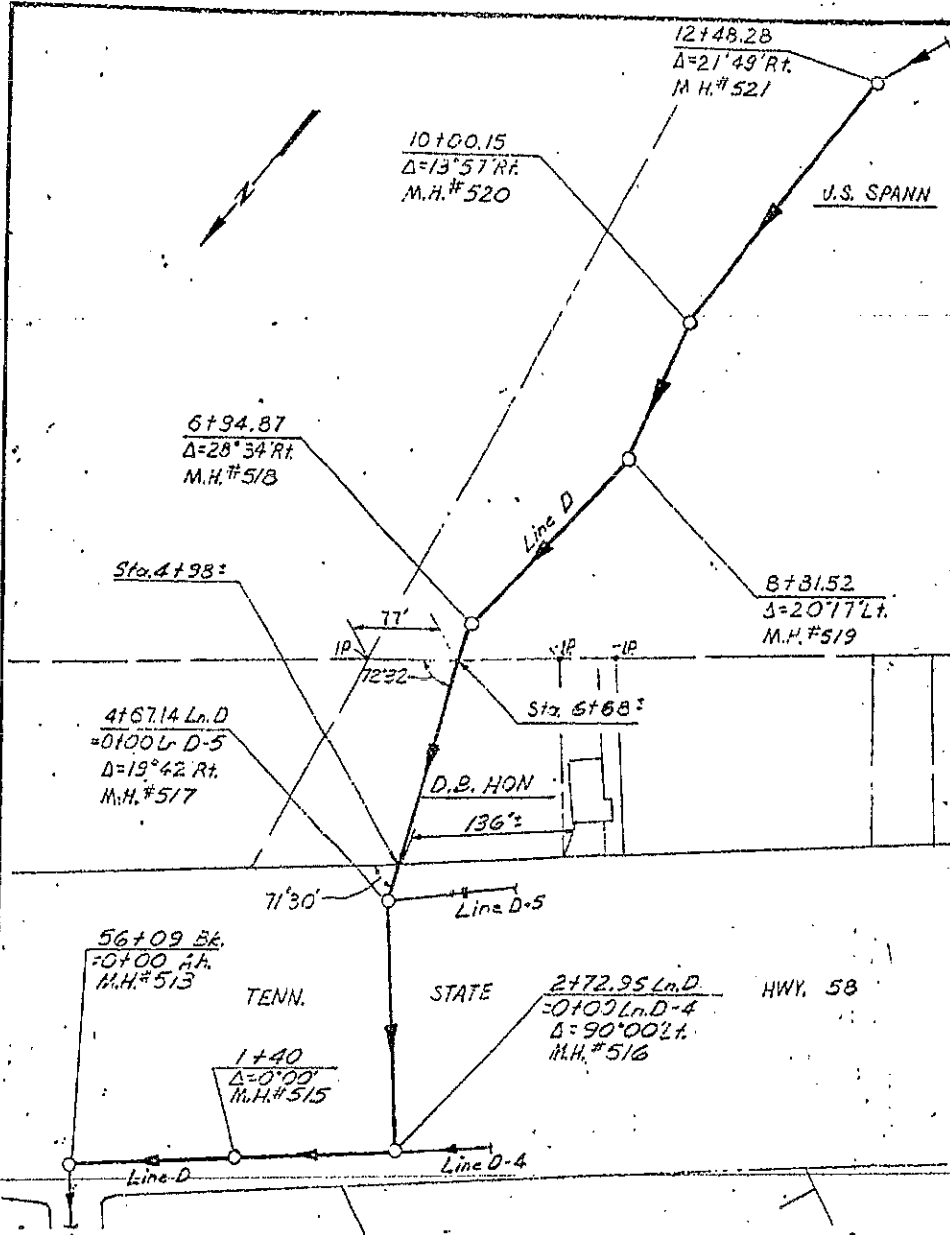 12+48.28
Δ=21°49'Rt.
M.H.#521
10+00.15
Δ=13°57'Rt.
M.H.#520
U.S. SPANN
N
6+94.87
Δ=28°34'Rt.
M.H.#518
Line D
Sta. 4+98±
8+81.52
Δ=20°17'Lt.
M.H.#519
77'
IP
IP
IP
72°32'
Sta. 6+68±
4+67.14 Ln.D
=0+00 Ln D-5
Δ=19°42'Rt.
M.H.#517
D.B. HON
136'±
71°30'
Line D-5
56+09 Bk.
=0+00 Ah.
M.H.#513
TENN.
STATE
HWY. 58
2+72.95 Ln.D
=0+00 Ln.D-4
Δ=90°00'Lt.
M.H.#516
1+40
Δ=0°00'
M.H.#515
Line D
Line D-4